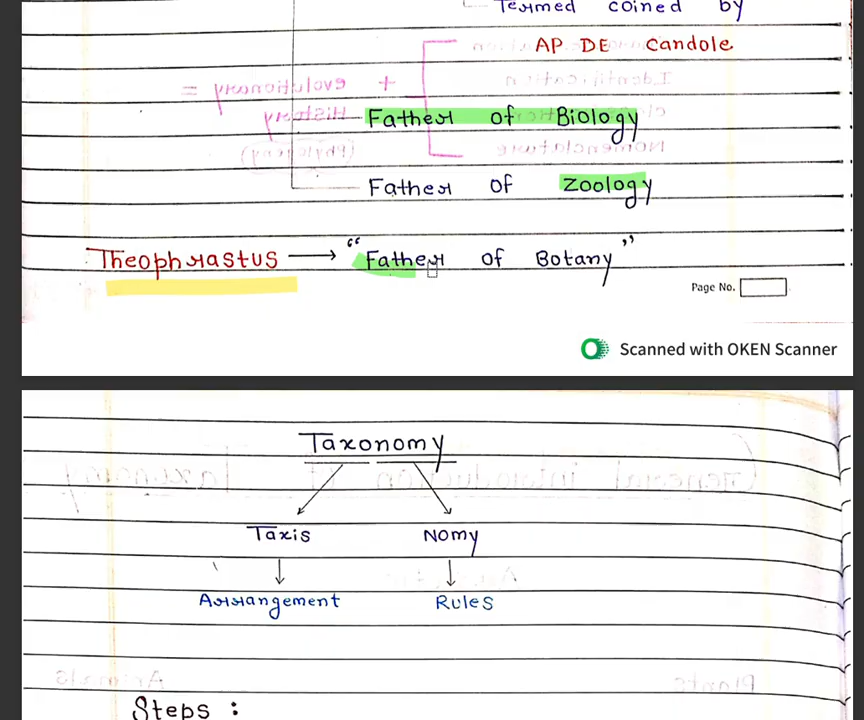 Termed coined by
AP DE Candole
Father of Biology
Father of Zoology
Theophrastus → "Father of Botany"
Page No.
Scanned with OKEN Scanner
Taxonomy
Taxis Nomy
Arrangement Rules
Steps :